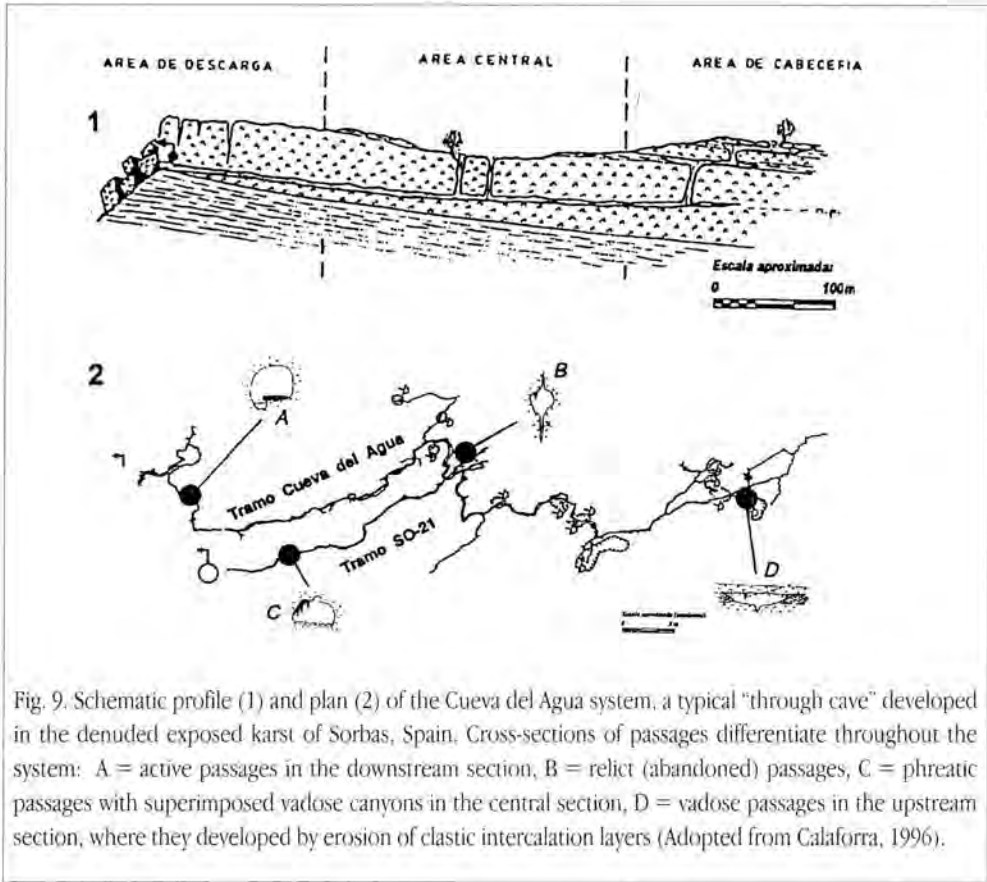 AREA DE DESCARGA
AREA CENTRAL
AREA DE CABECEFIA
1
n.p.
Escala aproximada:
0 100m
2
A
B
Tramo Cueva del Agua
Tramo SO-21
C
D
Escala aproximada
0
Fig. 9. Schematic profile (1) and plan (2) of the Cueva del Agua system, a typical "through cave" developed
in the denuded exposed karst of Sorbas, Spain. Cross-sections of passages differentiate throughout the
system: A = active passages in the downstream section, B = relict (abandoned) passages, C = phreatic
passages with superimposed vadose canyons in the central section, D = vadose passages in the upstream
section, where they developed by erosion of clastic intercalation layers (Adopted from Calaforra, 1996).